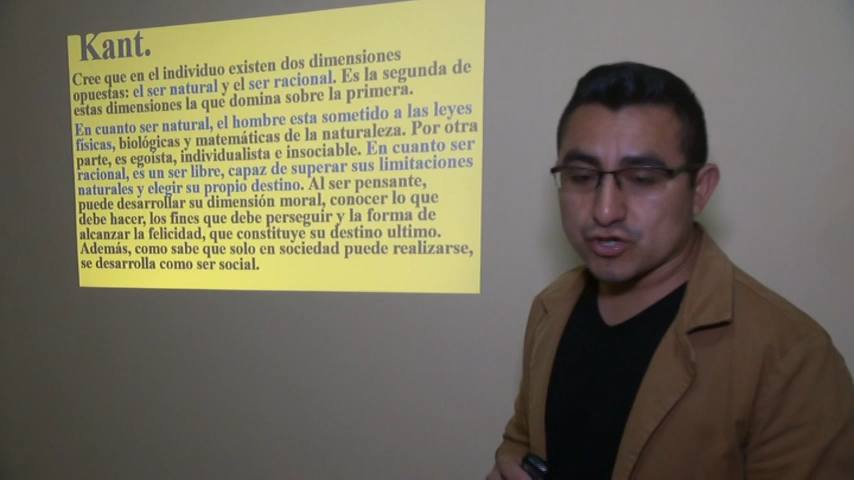 Kant.
Cree que en el individuo existen dos dimensiones
opuestas: el ser natural y el ser racional. Es la segunda de
estas dimensiones la que domina sobre la primera.
En cuanto ser natural, el hombre esta sometido a las leyes
físicas, biológicas y matemáticas de la naturaleza. Por otra
parte, es egoísta, individualista e insociable. En cuanto ser
racional, es un ser libre, capaz de superar sus limitaciones
naturales y elegir su propio destino. Al ser pensante,
puede desarrollar su dimensión moral, conocer lo que
debe hacer, los fines que debe perseguir y la forma de
alcanzar la felicidad, que constituye su destino ultimo.
Además, como sabe que solo en sociedad puede realizarse,
se desarrolla como ser social.